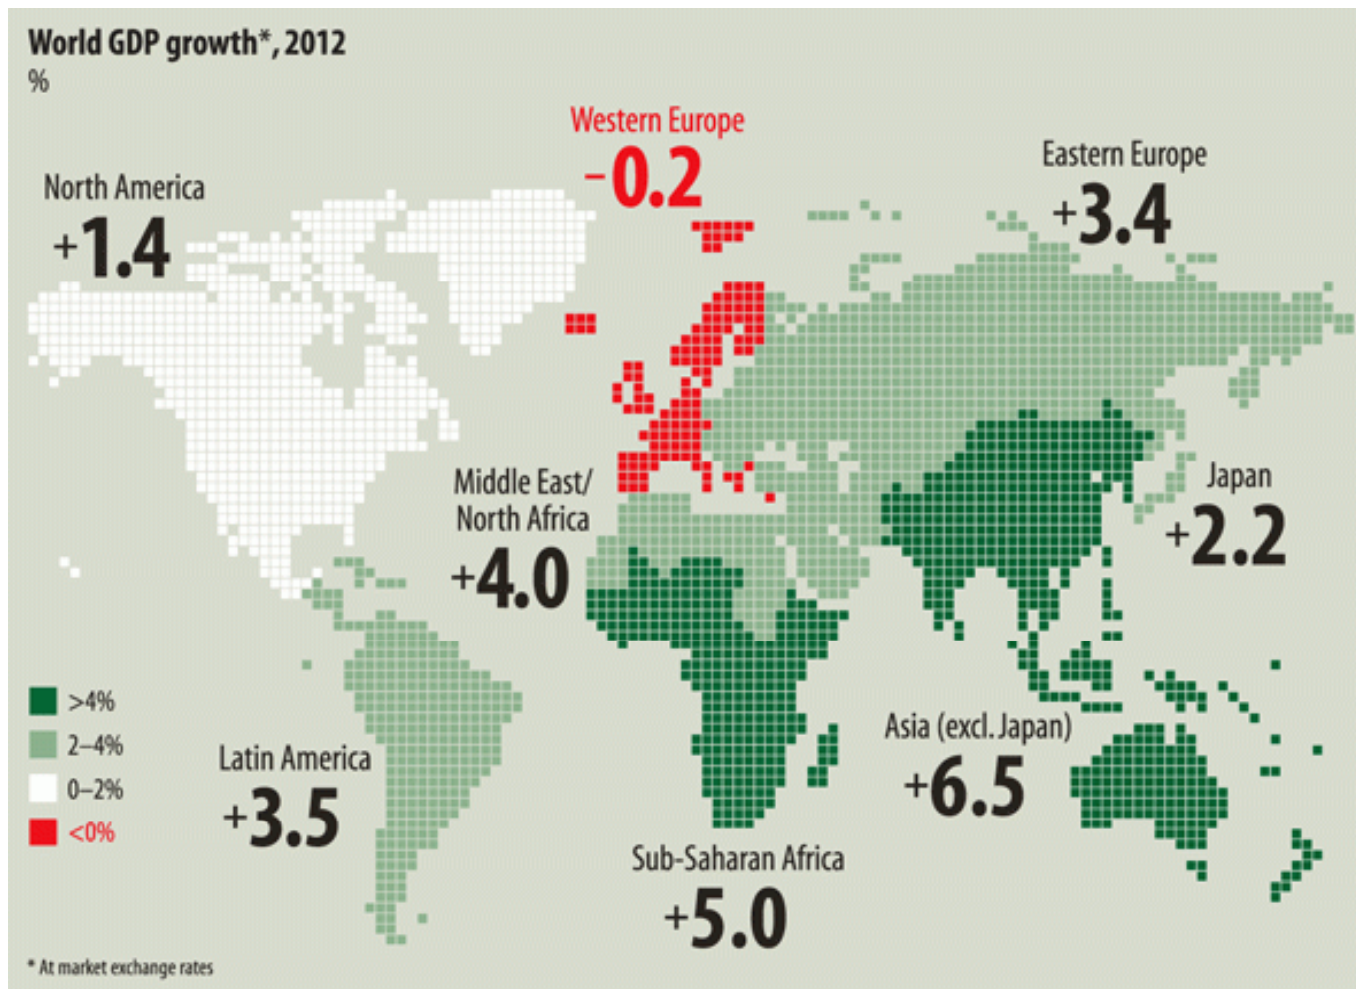 World GDP growth*, 2012
%
Western Europe
–0.2
Eastern Europe
+3.4
North America
+1.4
Middle East/
North Africa
+4.0
Japan
+2.2
>4%
2–4%
0–2%
<0%
Latin America
+3.5
Asia (excl. Japan)
+6.5
Sub-Saharan Africa
+5.0
* At market exchange rates